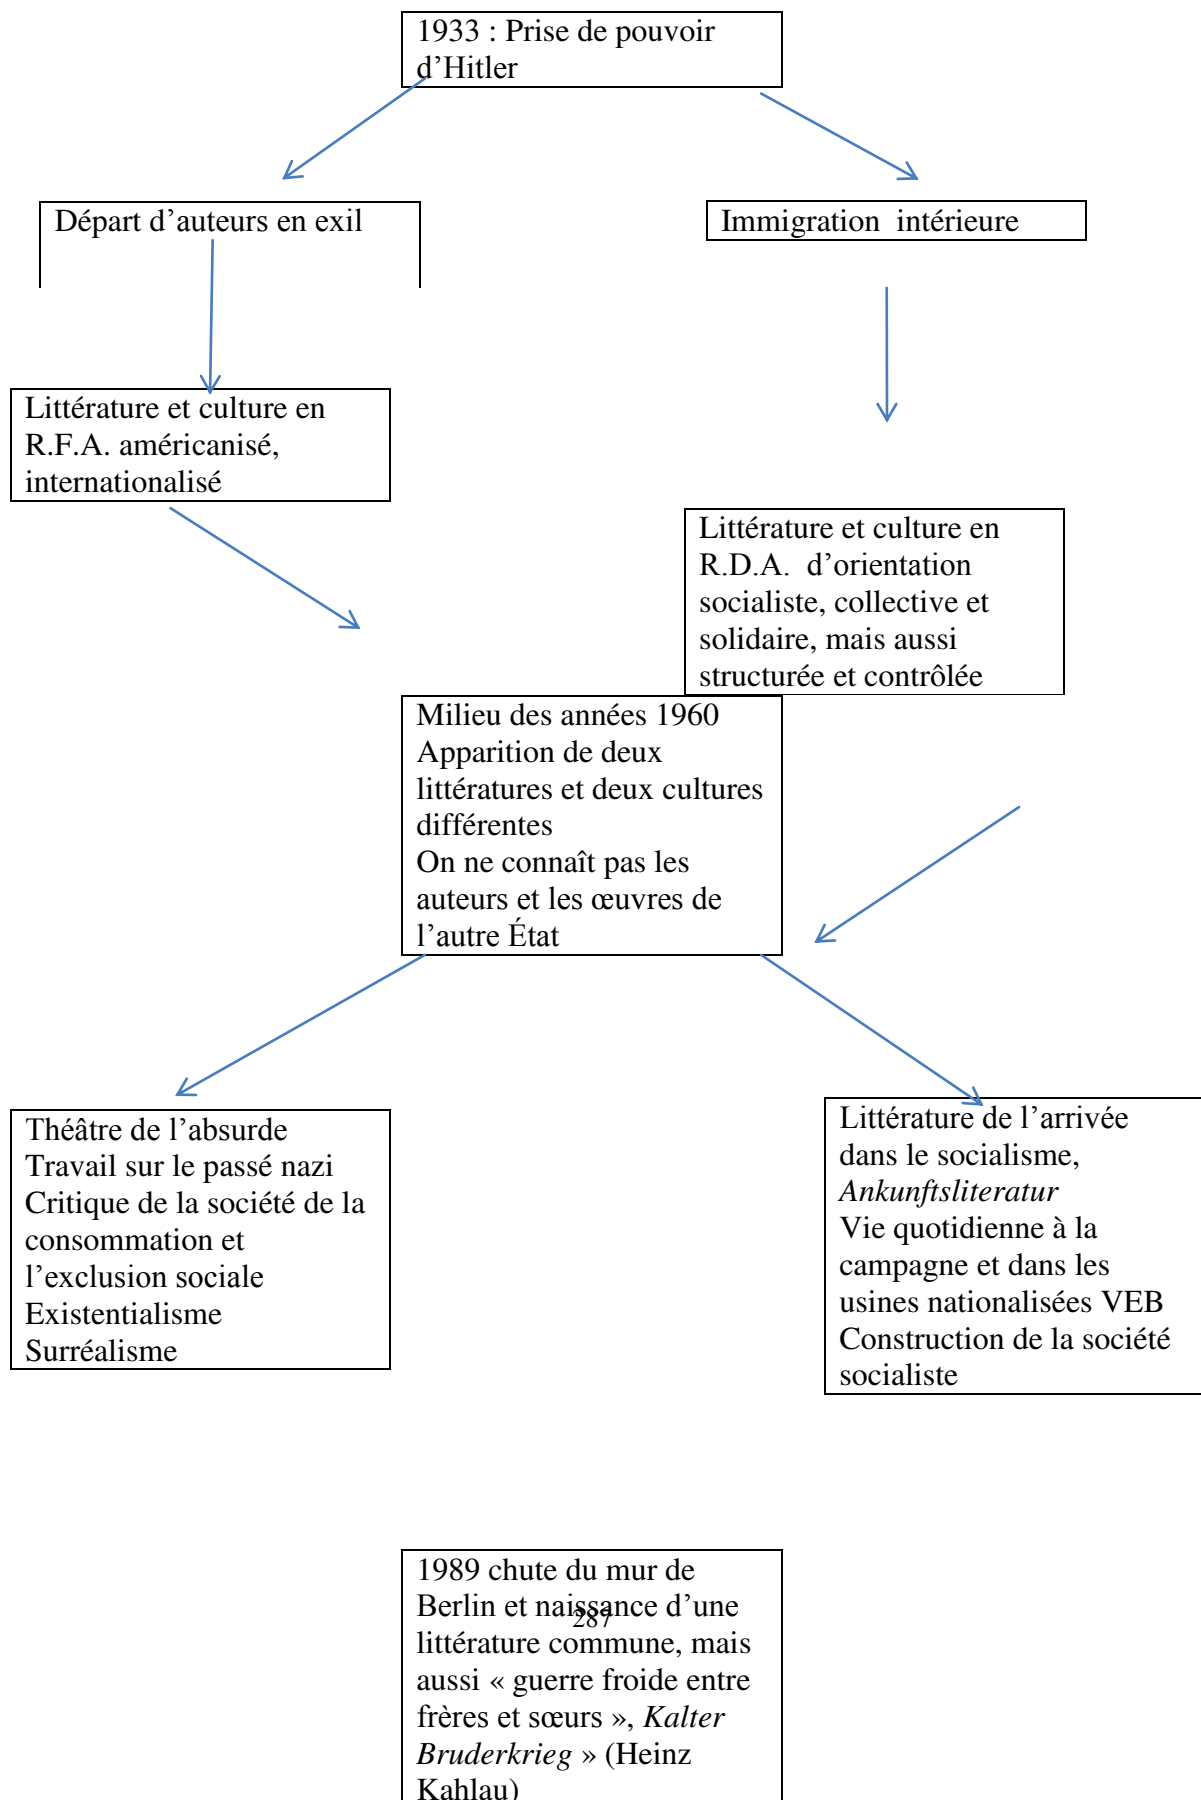 1933 : Prise de pouvoir
d’Hitler
Départ d’auteurs en exil
Immigration  intérieure
Littérature et culture en
R.F.A. américanisé,
internationalisé
Littérature et culture en
R.D.A.  d’orientation
socialiste, collective et
solidaire, mais aussi
structurée et contrôlée
Milieu des années 1960
Apparition de deux
littératures et deux cultures
différentes
On ne connaît pas les
auteurs et les œuvres de
l’autre État
Théâtre de l’absurde
Travail sur le passé nazi
Critique de la société de la
consommation et
l’exclusion sociale
Existentialisme
Surréalisme
Littérature de l’arrivée
dans le socialisme,
Ankunftsliteratur
Vie quotidienne à la
campagne et dans les
usines nationalisées VEB
Construction de la société
socialiste
1989 chute du mur de
Berlin et naissance d’une
littérature commune, mais
aussi « guerre froide entre
frères et sœurs », Kalter
Bruderkrieg » (Heinz
Kahlau)
287